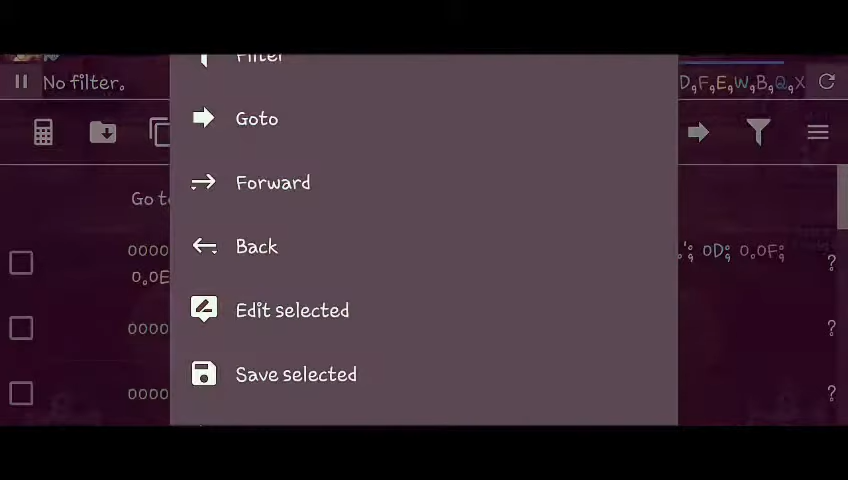 Filter
No filter.
D,F,E,W,B,Q,X
Goto
Forward
Go to
0000
0.0E
.'; 0D; 0.0F;
?
Back
Edit selected
0000
?
Save selected
0000
?